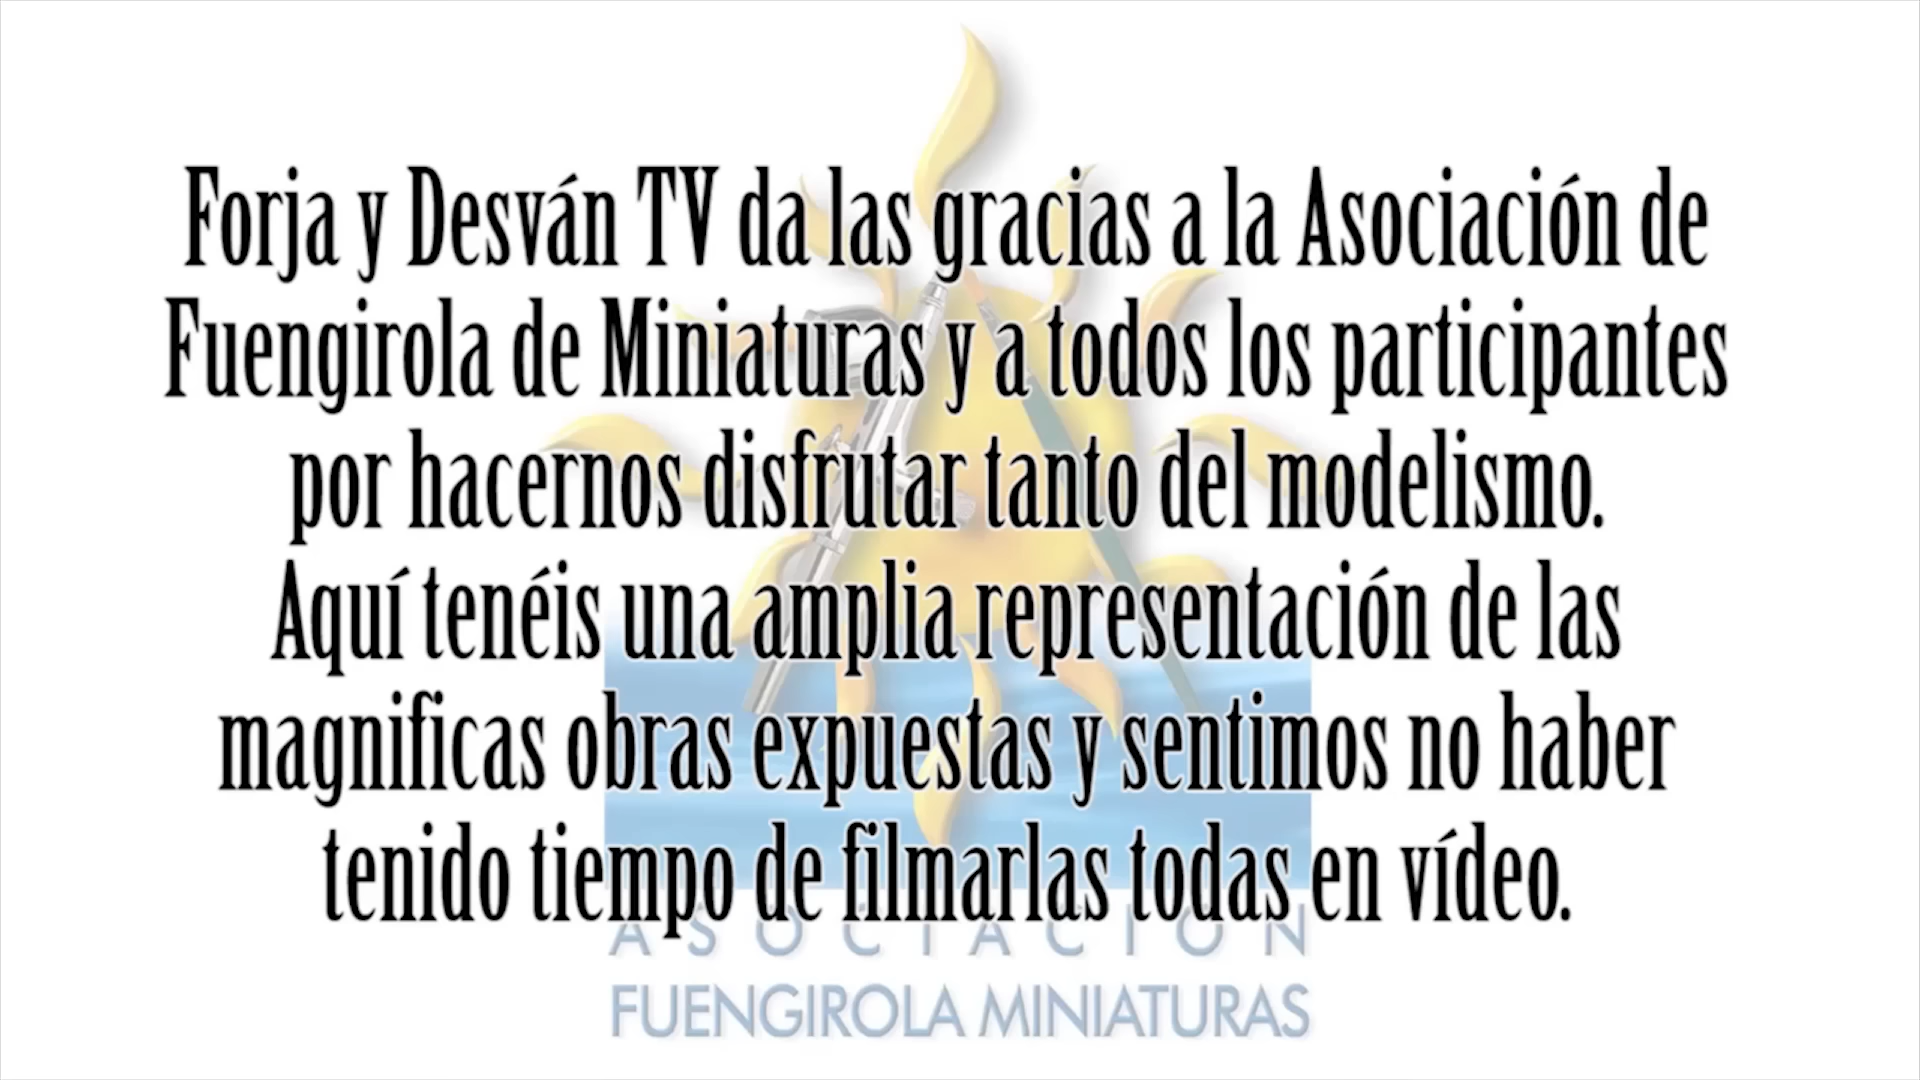 Forja y Desván TV da las gracias a la Asociación de
Fuengirola de Miniaturas y a todos los participantes
por hacernos disfrutar tanto del modelismo.
Aquí tenéis una amplia representación de las
magnificas obras expuestas y sentimos no haber
tenido tiempo de filmarlas todas en vídeo.
ASOCIACIÓN
FUENGIROLA MINIATURAS